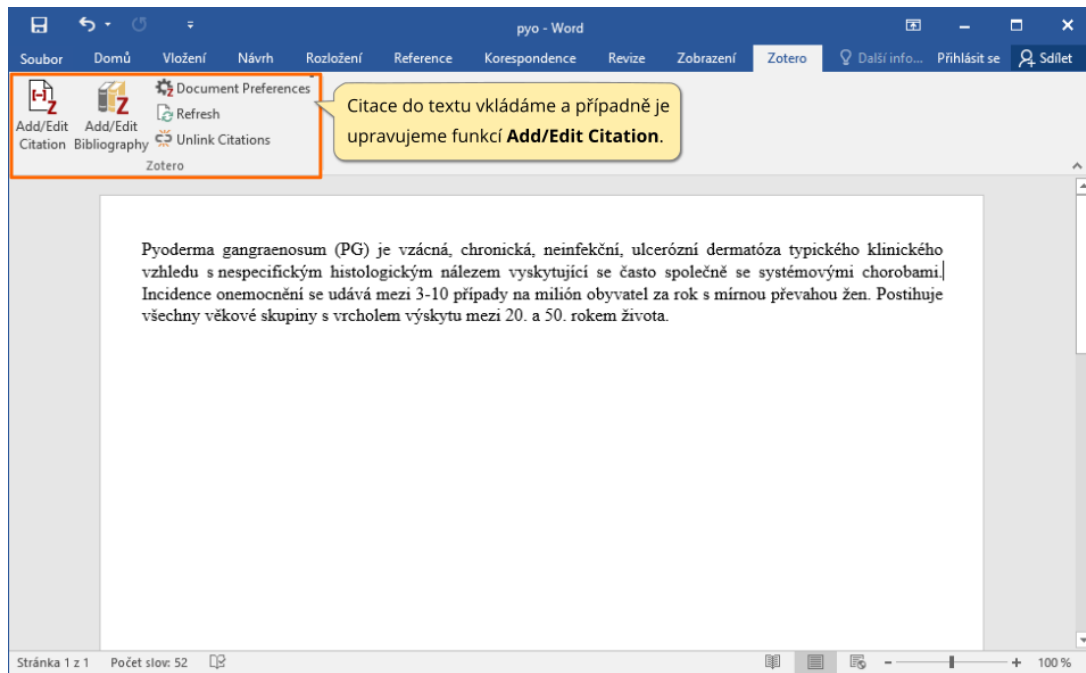 pyo - Word
Soubor Domů Vložení Návrh Rozložení Reference Korespondence Revize Zobrazení Zotero Další info... Přihlásit se Sdílet
Add/Edit Citation
Add/Edit Bibliography
Document Preferences
Refresh
Unlink Citations
Zotero
Citace do textu vkládáme a případně je
upravujeme funkcí Add/Edit Citation.
Pyoderma gangraenosum (PG) je vzácná, chronická, neinfekční, ulcerózní dermatóza typického klinického
vzhledu s nespecifickým histologickým nálezem vyskytující se často společně se systémovými chorobami.
Incidence onemocnění se udává mezi 3-10 případy na milión obyvatel za rok s mírnou převahou žen. Postihuje
všechny věkové skupiny s vrcholem výskytu mezi 20. a 50. rokem života.
Stránka 1 z 1 Počet slov: 52 100 %